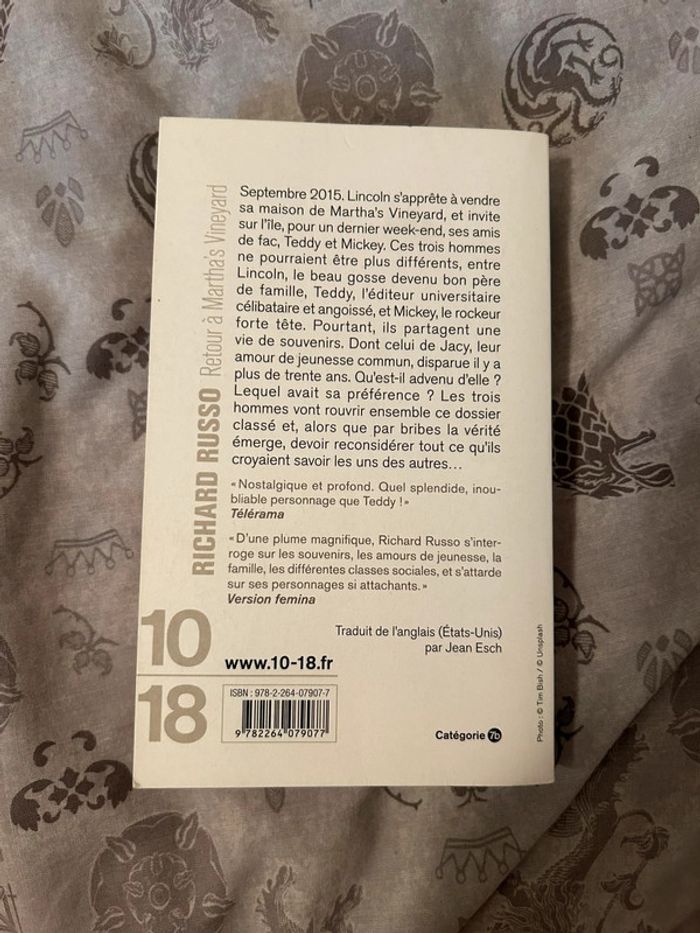 Septembre 2015. Lincoln s'apprête à vendre
sa maison de Martha's Vineyard, et invite
sur l'île, pour un dernier week-end, ses amis
de fac, Teddy et Mickey. Ces trois hommes
ne pourraient être plus différents, entre
Lincoln, le beau gosse devenu bon père
de famille, Teddy, l'éditeur universitaire
célibataire et angoissé, et Mickey, le rockeur
forte tête. Pourtant, ils partagent une
vie de souvenirs. Dont celui de Jacy, leur
amour de jeunesse commun, disparue il y a
plus de trente ans. Qu'est-il advenu d'elle ?
Lequel avait sa préférence ? Les trois
hommes vont rouvrir ensemble ce dossier
classé et, alors que par bribes la vérité
émerge, devoir reconsidérer tout ce qu'ils
croyaient savoir les uns des autres…
« Nostalgique et profond. Quel splendide, inou-
bliable personnage que Teddy ! »
Télérama
« D'une plume magnifique, Richard Russo s'inter-
roge sur les souvenirs, les amours de jeunesse, la
famille, les différentes classes sociales, et s'attarde
sur ses personnages si attachants. »
Version femina
RICHARD RUSSO Retour à Martha's Vineyard
Traduit de l'anglais (États-Unis)
par Jean Esch
10
18
www.10-18.fr
ISBN : 978-2-264-07907-7
9 782264 079077
Catégorie 7b
Photo : © Tim Bish / © Unsplash